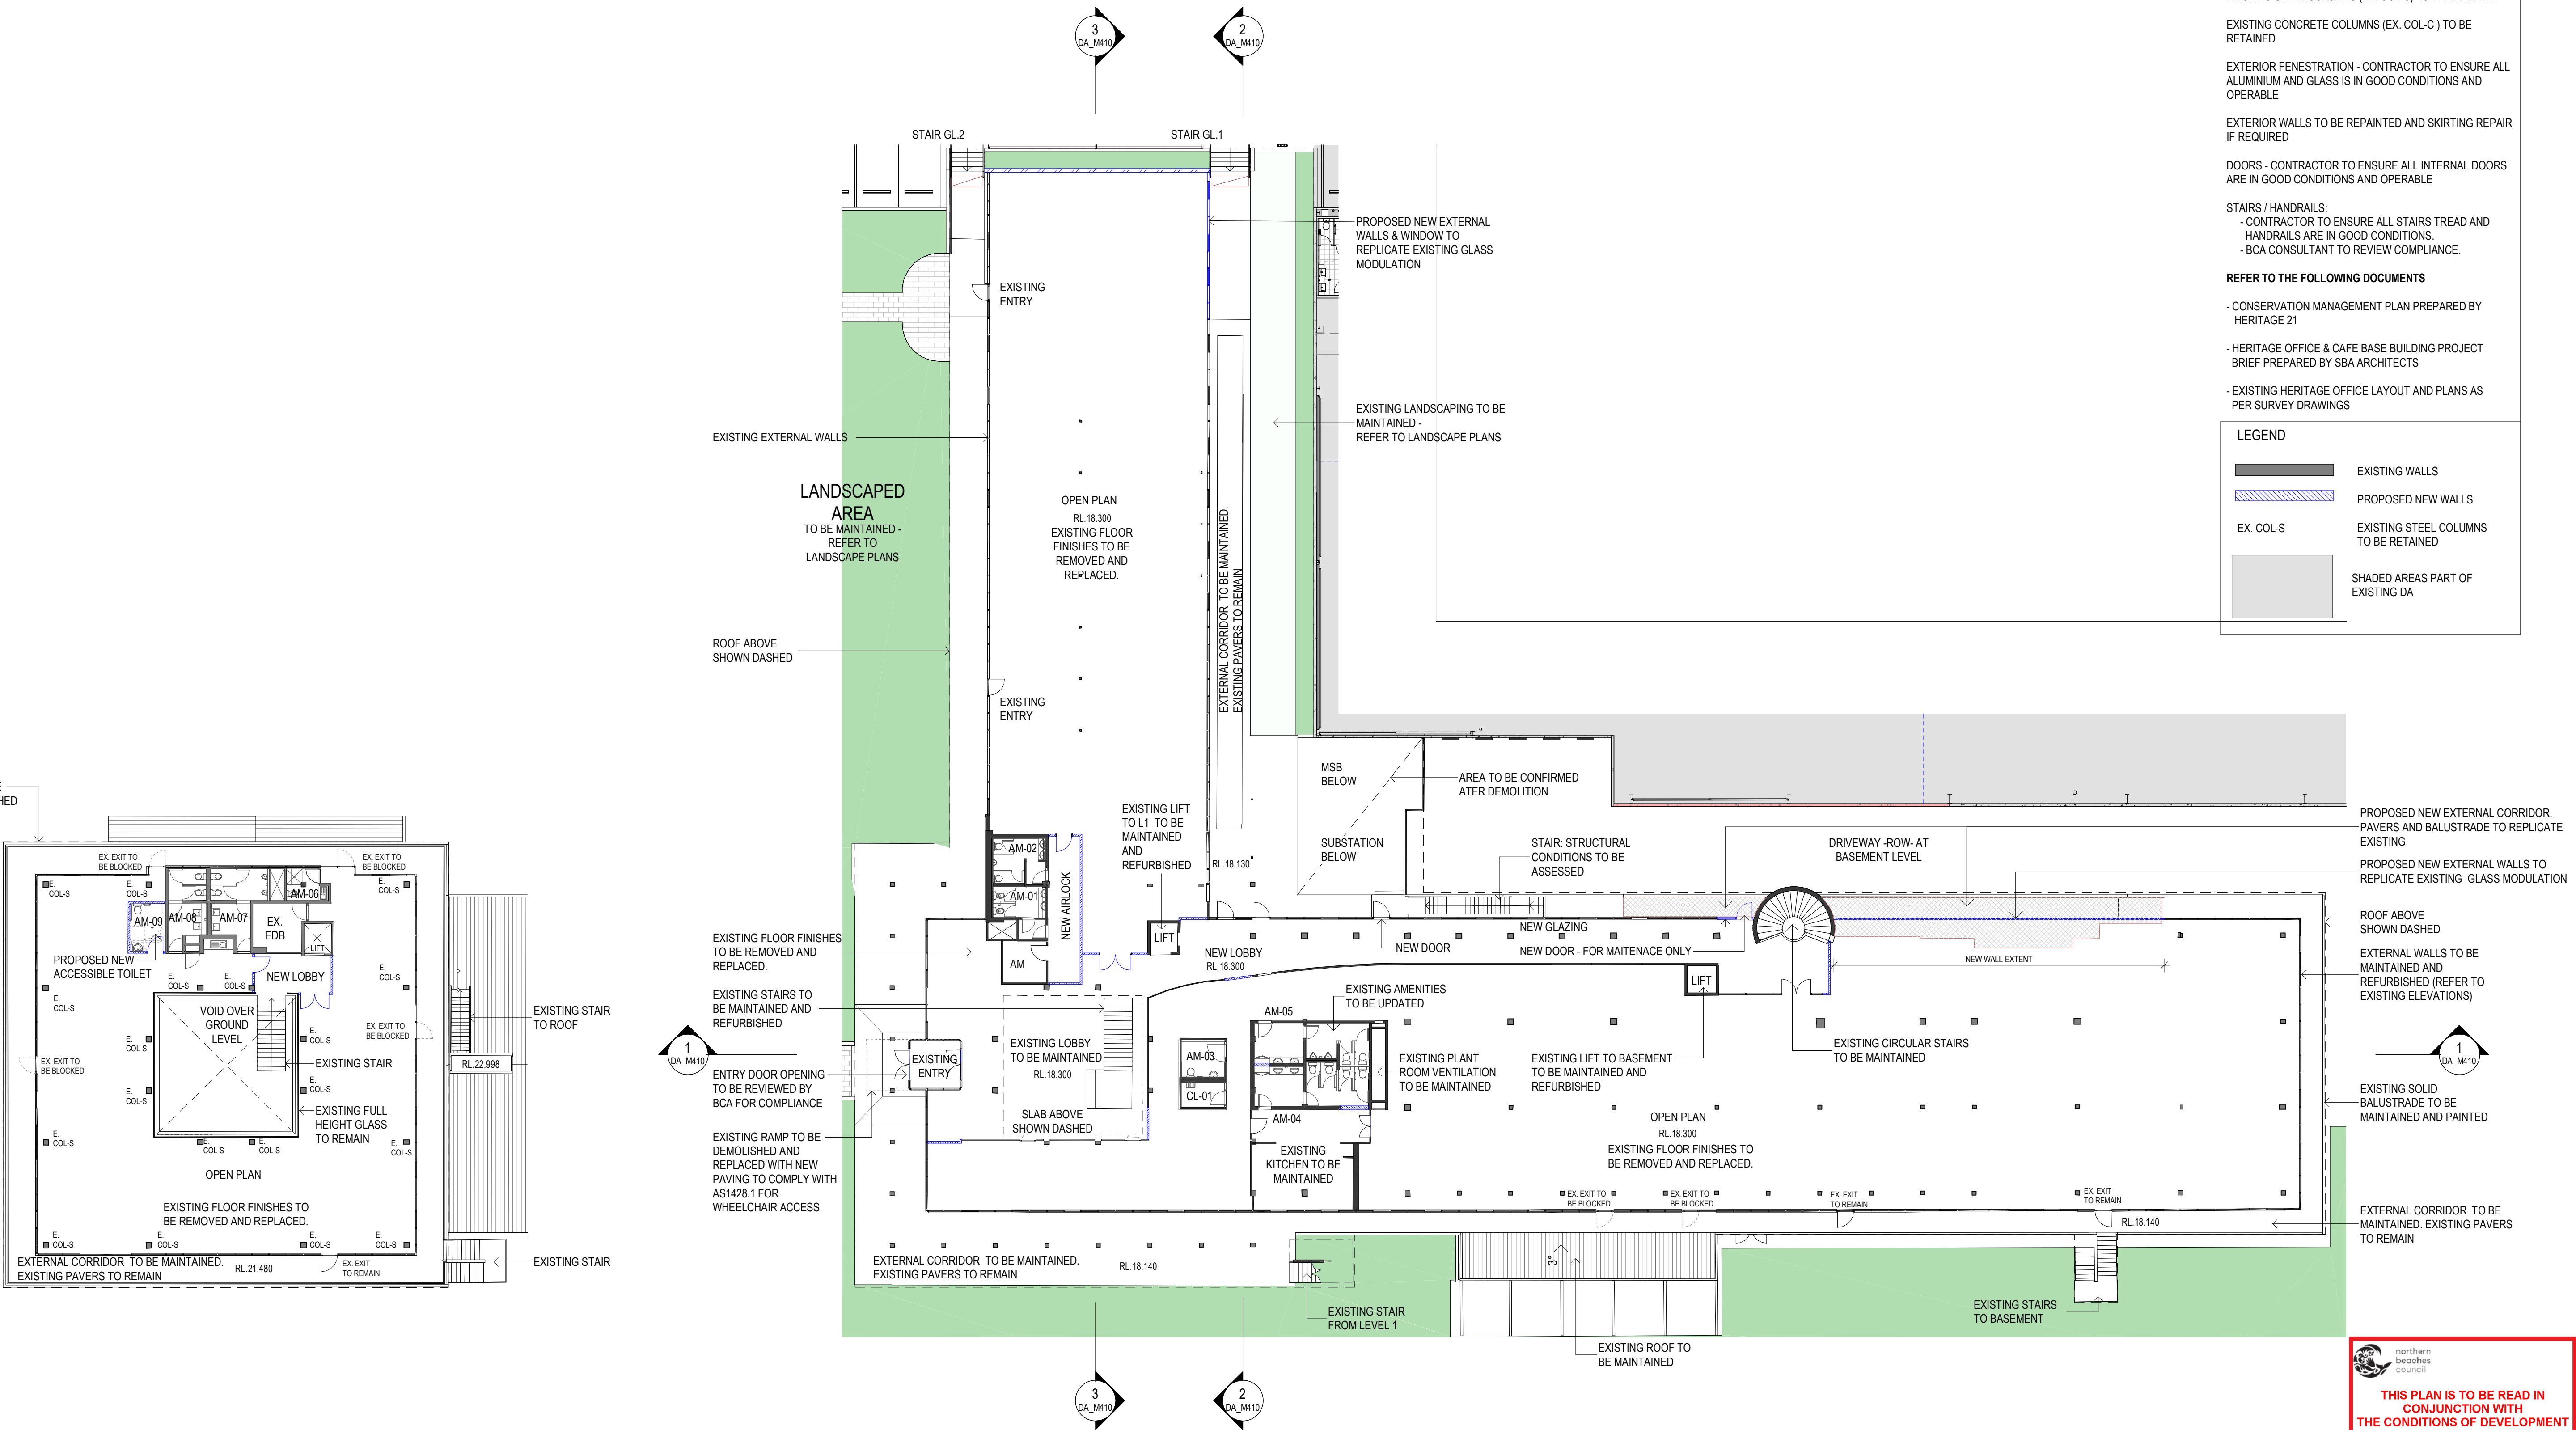 3
DA_M410
2
DA_M410
STAIR GL.2
STAIR GL.1
EXISTING CONCRETE COLUMNS (EX. COL-C ) TO BE
RETAINED
EXTERIOR FENESTRATION - CONTRACTOR TO ENSURE ALL
ALUMINIUM AND GLASS IS IN GOOD CONDITIONS AND
OPERABLE
EXTERIOR WALLS TO BE REPAINTED AND SKIRTING REPAIR
IF REQUIRED
DOORS - CONTRACTOR TO ENSURE ALL INTERNAL DOORS
ARE IN GOOD CONDITIONS AND OPERABLE
STAIRS / HANDRAILS:
- CONTRACTOR TO ENSURE ALL STAIRS TREAD AND
HANDRAILS ARE IN GOOD CONDITIONS.
- BCA CONSULTANT TO REVIEW COMPLIANCE.
REFER TO THE FOLLOWING DOCUMENTS
- CONSERVATION MANAGEMENT PLAN PREPARED BY
HERITAGE 21
- HERITAGE OFFICE & CAFE BASE BUILDING PROJECT
BRIEF PREPARED BY SBA ARCHITECTS
- EXISTING HERITAGE OFFICE LAYOUT AND PLANS AS
PER SURVEY DRAWINGS
LEGEND
EXISTING WALLS
PROPOSED NEW WALLS
EX. COL-S
EXISTING STEEL COLUMNS
TO BE RETAINED
SHADED AREAS PART OF
EXISTING DA
PROPOSED NEW EXTERNAL
WALLS & WINDOW TO
REPLICATE EXISTING GLASS
MODULATION
EXISTING
ENTRY
EXISTING EXTERNAL WALLS
EXISTING LANDSCAPING TO BE
MAINTAINED -
REFER TO LANDSCAPE PLANS
LANDSCAPED
AREA
TO BE MAINTAINED -
REFER TO
LANDSCAPE PLANS
OPEN PLAN
RL.18.300
EXISTING FLOOR
FINISHES TO BE
REMOVED AND
REPLACED.
EXTERNAL CORRIDOR TO BE MAINTAINED.
EXISTING PAVERS TO REMAIN
ROOF ABOVE
SHOWN DASHED
EXISTING
ENTRY
MSB
BELOW
AREA TO BE CONFIRMED
ATER DEMOLITION
SUBSTATION
BELOW
STAIR: STRUCTURAL
CONDITIONS TO BE
ASSESSED
DRIVEWAY -ROW- AT
BASEMENT LEVEL
EXISTING LIFT
TO L1 TO BE
MAINTAINED
AND
REFURBISHED
RL.18.130
AM-02
AM-01
NEW AIRLOCK
AM
LIFT
NEW LOBBY
RL.18.300
NEW DOOR
NEW GLAZING
NEW DOOR - FOR MAITENACE ONLY
NEW WALL EXTENT
LIFT
PROPOSED NEW EXTERNAL CORRIDOR.
PAVERS AND BALUSTRADE TO REPLICATE
EXISTING
PROPOSED NEW EXTERNAL WALLS TO
REPLICATE EXISTING GLASS MODULATION
ROOF ABOVE
SHOWN DASHED
EXTERNAL WALLS TO BE
MAINTAINED AND
REFURBISHED (REFER TO
EXISTING ELEVATIONS)
1
DA_M410
EXISTING SOLID
BALUSTRADE TO BE
MAINTAINED AND PAINTED
EXTERNAL CORRIDOR TO BE
MAINTAINED. EXISTING PAVERS
TO REMAIN
EXISTING FLOOR FINISHES
TO BE REMOVED AND
REPLACED.
EXISTING STAIRS TO
BE MAINTAINED AND
REFURBISHED
1
DA_M410
ENTRY DOOR OPENING
TO BE REVIEWED BY
BCA FOR COMPLIANCE
EXISTING RAMP TO BE
DEMOLISHED AND
REPLACED WITH NEW
PAVING TO COMPLY WITH
AS1428.1 FOR
WHEELCHAIR ACCESS
EXISTING
ENTRY
EXISTING LOBBY
TO BE MAINTAINED
RL.18.300
SLAB ABOVE
SHOWN DASHED
AM-03
CL-01
AM-05
EXISTING AMENITIES
TO BE UPDATED
AM-04
EXISTING
KITCHEN TO BE
MAINTAINED
EXISTING PLANT
ROOM VENTILATION
TO BE MAINTAINED
EXISTING LIFT TO BASEMENT
TO BE MAINTAINED AND
REFURBISHED
EXISTING CIRCULAR STAIRS
TO BE MAINTAINED
OPEN PLAN
RL.18.300
EXISTING FLOOR FINISHES TO
BE REMOVED AND REPLACED.
EX. EXIT TO
BE BLOCKED
EX. EXIT TO
BE BLOCKED
EX. EXIT
TO REMAIN
EX. EXIT
TO REMAIN
RL.18.140
EXTERNAL CORRIDOR TO BE MAINTAINED.
EXISTING PAVERS TO REMAIN
RL.18.140
3°
EXISTING STAIR
FROM LEVEL 1
EXISTING ROOF TO
BE MAINTAINED
EXISTING STAIRS
TO BASEMENT
3
DA_M410
2
DA_M410
EX. EXIT TO
BE BLOCKED
EX. EXIT TO
BE BLOCKED
E.
COL-S
E.
COL-S
E.
COL-S
AM-06
AM-09
AM-08
AM-07
EX.
EDB
LIFT
PROPOSED NEW
ACCESSIBLE TOILET
NEW LOBBY
E.
COL-S
E.
COL-S
E.
COL-S
E.
COL-S
VOID OVER
GROUND
LEVEL
E.
COL-S
E.
COL-S
EX. EXIT TO
BE BLOCKED
EX. EXIT TO
BE BLOCKED
EXISTING STAIR
E.
COL-S
E.
COL-S
EXISTING FULL
HEIGHT GLASS
TO REMAIN
E.
COL-S
E.
COL-S
E.
COL-S
E.
COL-S
OPEN PLAN
EXISTING FLOOR FINISHES TO
BE REMOVED AND REPLACED.
E.
COL-S
E.
COL-S
E.
COL-S
E.
COL-S
EXTERNAL CORRIDOR TO BE MAINTAINED.
EXISTING PAVERS TO REMAIN
RL.21.480
EX. EXIT
TO REMAIN
EXISTING STAIR
TO ROOF
RL.22.998
EXISTING STAIR
northern
beaches
council
THIS PLAN IS TO BE READ IN
CONJUNCTION WITH
THE CONDITIONS OF DEVELOPMENT